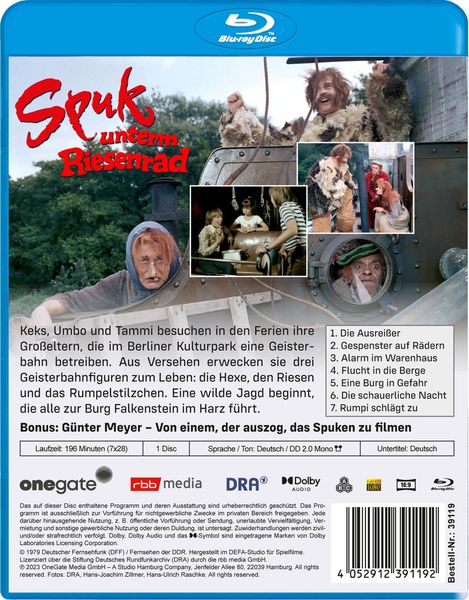 Blu-ray Disc
Spuk
unterm
Riesenrad
Keks, Umbo und Tammi besuchen in den Ferien ihre
Großeltern, die im Berliner Kulturpark eine Geister-
bahn betreiben. Aus Versehen erwecken sie drei
Geisterbahnfiguren zum Leben: die Hexe, den Riesen
und das Rumpelstilzchen. Eine wilde Jagd beginnt,
die alle zur Burg Falkenstein im Harz führt.
1. Die Ausreißer
2. Gespenster auf Rädern
3. Alarm im Warenhaus
4. Flucht in die Berge
5. Eine Burg in Gefahr
6. Die schauerliche Nacht
7. Rumpi schlägt zu
Bonus: Günter Meyer – Von einem, der auszog, das Spuken zu filmen
Laufzeit: 196 Minuten (7x28) 1 Disc Sprache / Ton: Deutsch / DD 2.0 Mono Untertitel: Deutsch
onegate rbb media DRA Dolby AUDIO ABC 16:9 Blu-ray Disc
Das auf dieser Disc enthaltene Programm und deren Ausstattung sind urheberrechtlich geschützt. Das Pro-
gramm ist ausschließlich zur Vorführung für nichtgewerbliche Zwecke im privaten Bereich freigegeben. Jede
darüber hinausgehende Nutzung, z. B. öffentliche Vorführung oder Sendung, unerlaubte Vervielfältigung, Ver-
mietung und sonstige gewerbliche Nutzung oder deren Duldung, ist untersagt. Zuwiderhandlungen werden zivil-
und/oder strafrechtlich verfolgt. Dolby, Dolby Audio und das Symbol sind eingetragene Marken von Dolby
Laboratories Licensing Corporation.
© 1979 Deutscher Fernsehfunk (DFF) / Fernsehen der DDR. Hergestellt im DEFA-Studio für Spielfilme.
Lizenziert über die Stiftung Deutsches Rundfunkarchiv (DRA) durch die rbb media GmbH
℗ 2023 OneGate Media GmbH – A Studio Hamburg Company, Jenfelder Allee 80, 22039 Hamburg. All rights
reserved. Fotos: DRA, Hans-Joachim Zillmer, Hans-Ulrich Raschke.
4 052912 391192
Bestell-Nr.: 39119